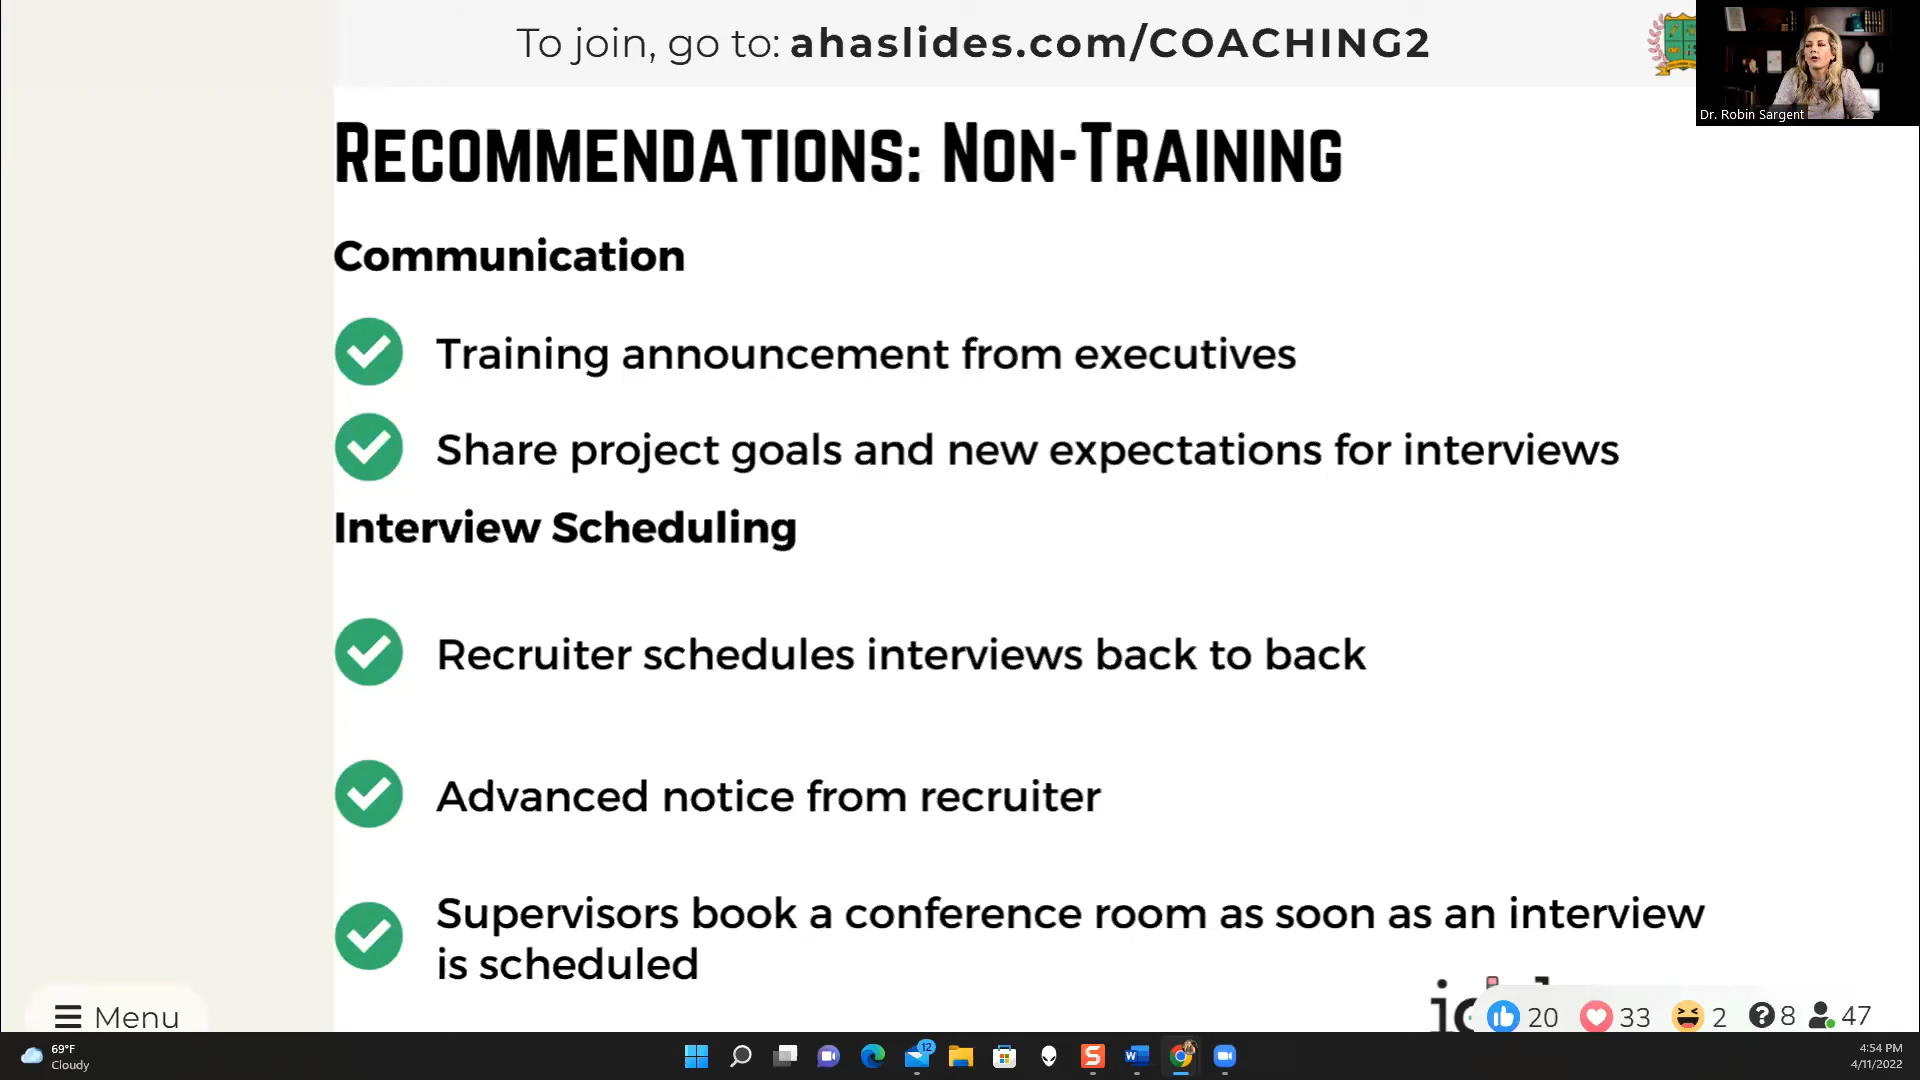 To join, go to: ahaslides.com/COACHING2
Dr. Robin Sargent
RECOMMENDATIONS: NON-TRAINING
Communication
Training announcement from executives
Share project goals and new expectations for interviews
Interview Scheduling
Recruiter schedules interviews back to back
Advanced notice from recruiter
Supervisors book a conference room as soon as an interview
is scheduled
Menu
20 33 2 8 47
69°F
Cloudy
12
4:54 PM
4/11/2022